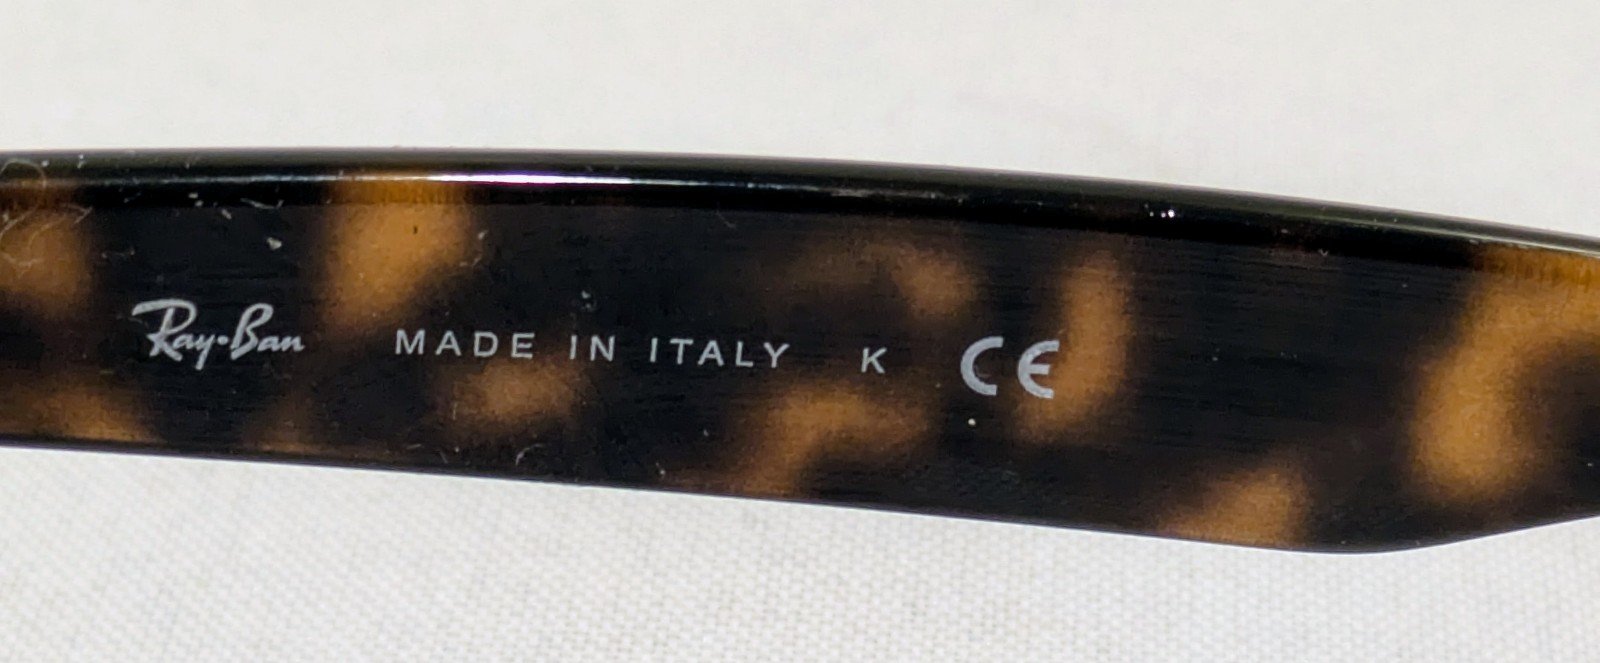 Ray-Ban MADE IN ITALY K CE